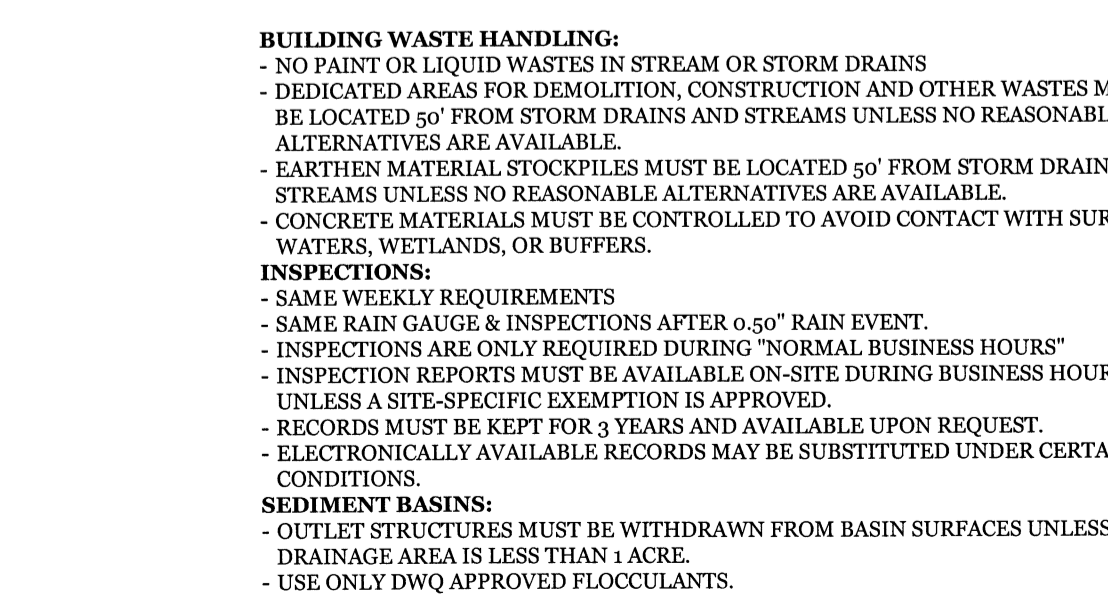 BUILDING WASTE HANDLING:
- NO PAINT OR LIQUID WASTES IN STREAM OR STORM DRAINS
- DEDICATED AREAS FOR DEMOLITION, CONSTRUCTION AND OTHER WASTES
BE LOCATED 50' FROM STORM DRAINS AND STREAMS UNLESS NO
ALTERNATIVES ARE AVAILABLE.
- EARTHEN MATERIAL STOCKPILES MUST BE LOCATED 50' FROM STORM
STREAMS UNLESS NO REASONABLE ALTERNATIVES ARE AVAILABLE.
- CONCRETE MATERIALS MUST BE CONTROLLED TO AVOID CONTACT WITH
WATERS, WETLANDS, OR BUFFERS.
INSPECTIONS:
- SAME WEEKLY REQUIREMENTS
- SAME RAIN GAUGE & INSPECTIONS AFTER 0.50" RAIN EVENT.
- INSPECTIONS ARE ONLY REQUIRED DURING "NORMAL BUSINESS HOURS"
- INSPECTION REPORTS MUST BE AVAILABLE ON-SITE DURING BUSINESS
UNLESS A SITE-SPECIFIC EXEMPTION IS APPROVED.
- RECORDS MUST BE KEPT FOR 3 YEARS AND AVAILABLE UPON REQUEST.
- ELECTRONICALLY AVAILABLE RECORDS MAY BE SUBSTITUTED UNDER
CONDITIONS.
SEDIMENT BASINS:
- OUTLET STRUCTURES MUST BE WITHDRAWN FROM BASIN SURFACES UNLESS
DRAINAGE AREA IS LESS THAN 1 ACRE.
- USE ONLY DWQ APPROVED FLOCCULANTS.